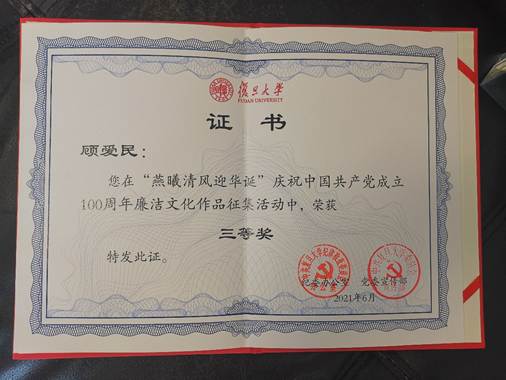 復旦大學
FUDAN UNIVERSITY
证 书
顾爱民：
您在“燕曦清风迎华诞”庆祝中国共产党成立
100周年廉洁文化作品征集活动中，荣获
三等奖
特发此证。
纪委办公室 党委宣传部
2021年6月